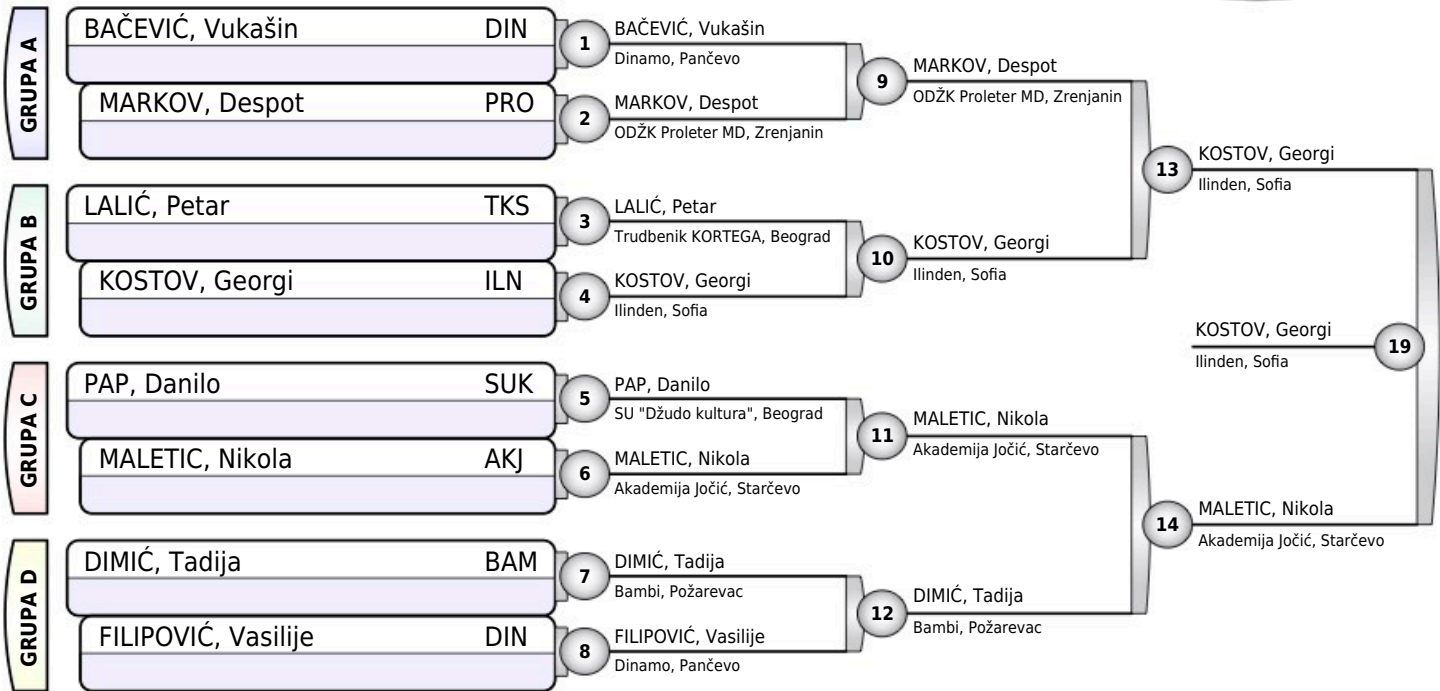 GRUPA A
BAČEVIĆ, Vukašin DIN
MARKOV, Despot PRO
GRUPA B
LALIĆ, Petar TKS
KOSTOV, Georgi ILN
GRUPA C
PAP, Danilo SUK
MALETIC, Nikola AKJ
GRUPA D
DIMIĆ, Tadija BAM
FILIPOVIĆ, Vasilije DIN
1
BAČEVIĆ, Vukašin
Dinamo, Pančevo
2
MARKOV, Despot
ODŽK Proleter MD, Zrenjanin
3
LALIĆ, Petar
Trudbenik KORTEGA, Beograd
4
KOSTOV, Georgi
Ilinden, Sofia
5
PAP, Danilo
SU "Džudo kultura", Beograd
6
MALETIC, Nikola
Akademija Jočić, Starčevo
7
DIMIĆ, Tadija
Bambi, Požarevac
8
FILIPOVIĆ, Vasilije
Dinamo, Pančevo
9
MARKOV, Despot
ODŽK Proleter MD, Zrenjanin
10
KOSTOV, Georgi
Ilinden, Sofia
11
MALETIC, Nikola
Akademija Jočić, Starčevo
12
DIMIĆ, Tadija
Bambi, Požarevac
13
KOSTOV, Georgi
Ilinden, Sofia
14
MALETIC, Nikola
Akademija Jočić, Starčevo
KOSTOV, Georgi
Ilinden, Sofia
19